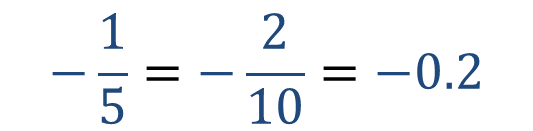 −1/5 = −2/10 = −0.2